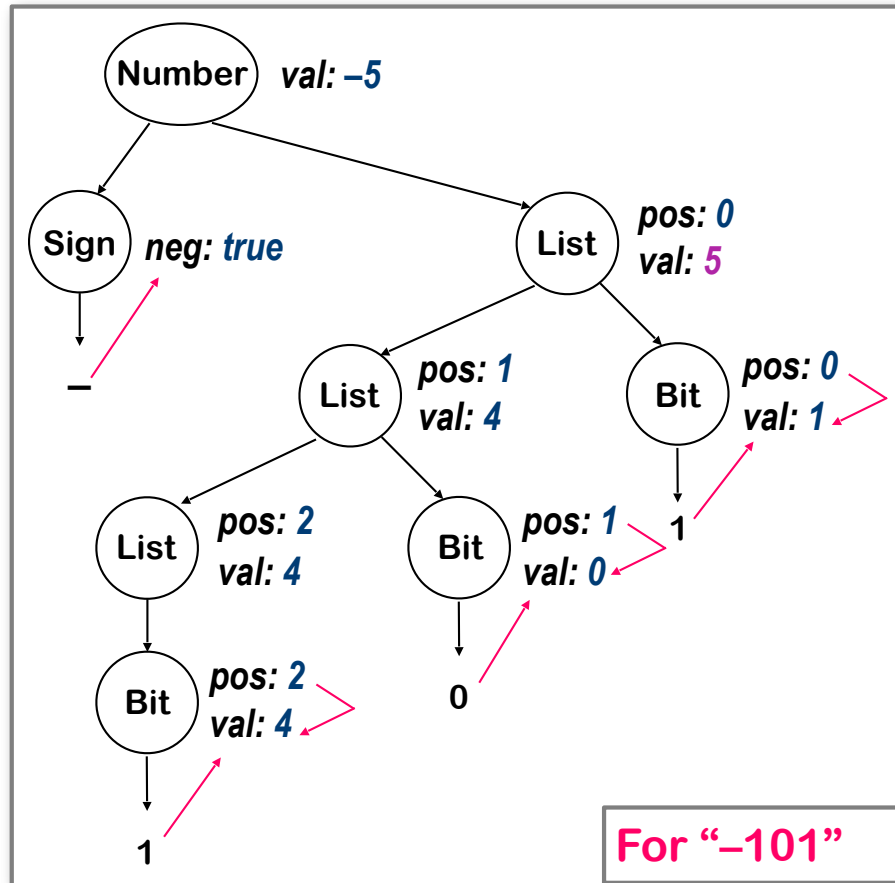 Number val: –5
Sign neg: true
List pos: 0
val: 5
–
List pos: 1
val: 4
Bit pos: 0
val: 1
List pos: 2
val: 4
Bit pos: 1
val: 0
1
Bit pos: 2
val: 4
0
1
For “–101”